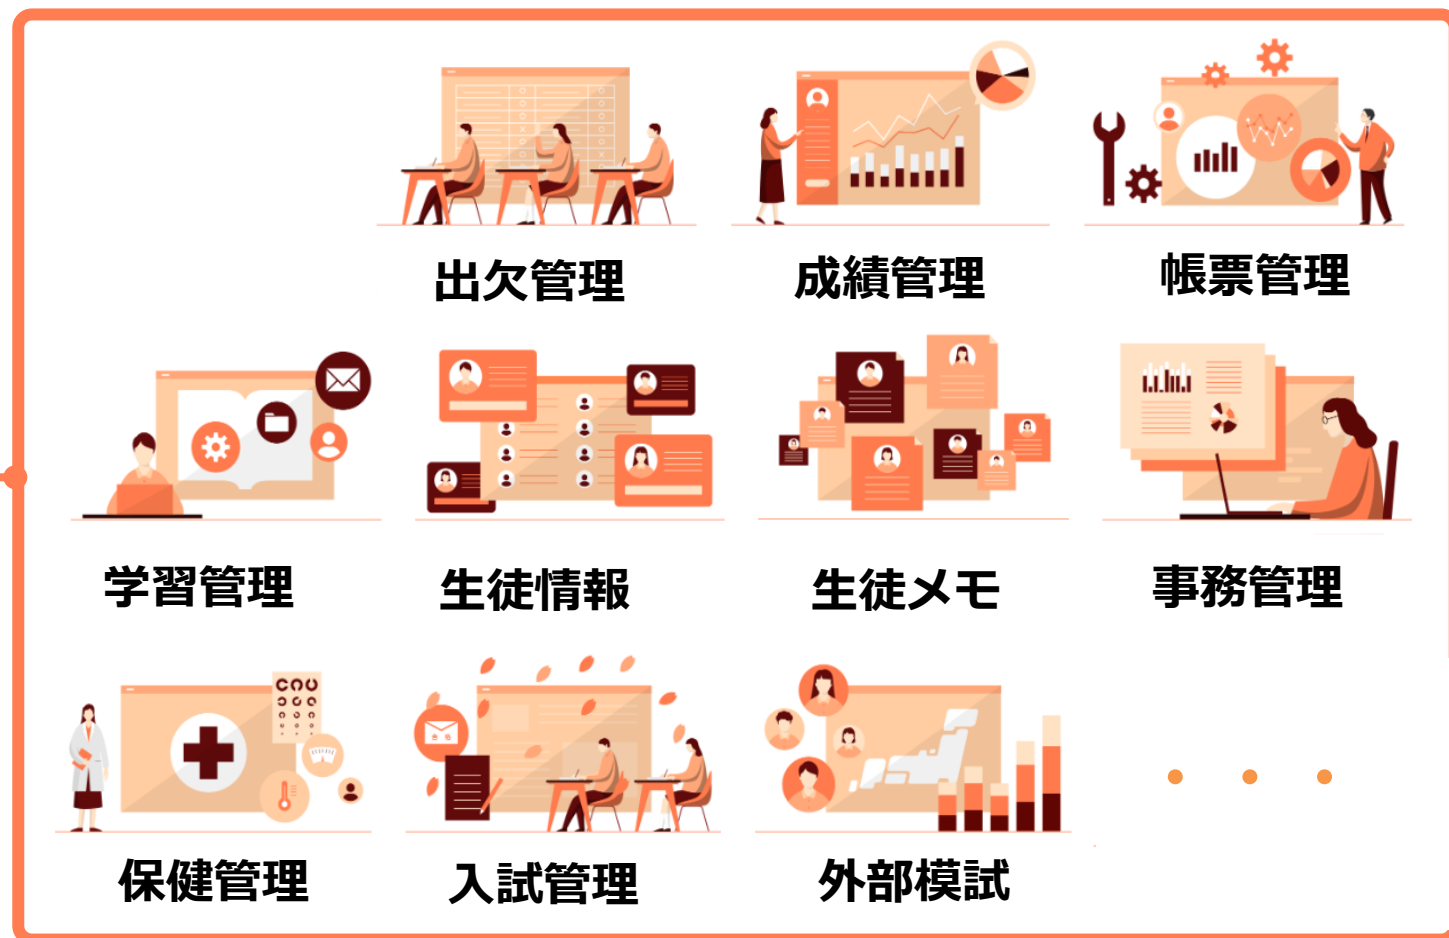 出欠管理
成績管理
帳票管理
学習管理
生徒情報
生徒メモ
事務管理
保健管理
入試管理
外部模試